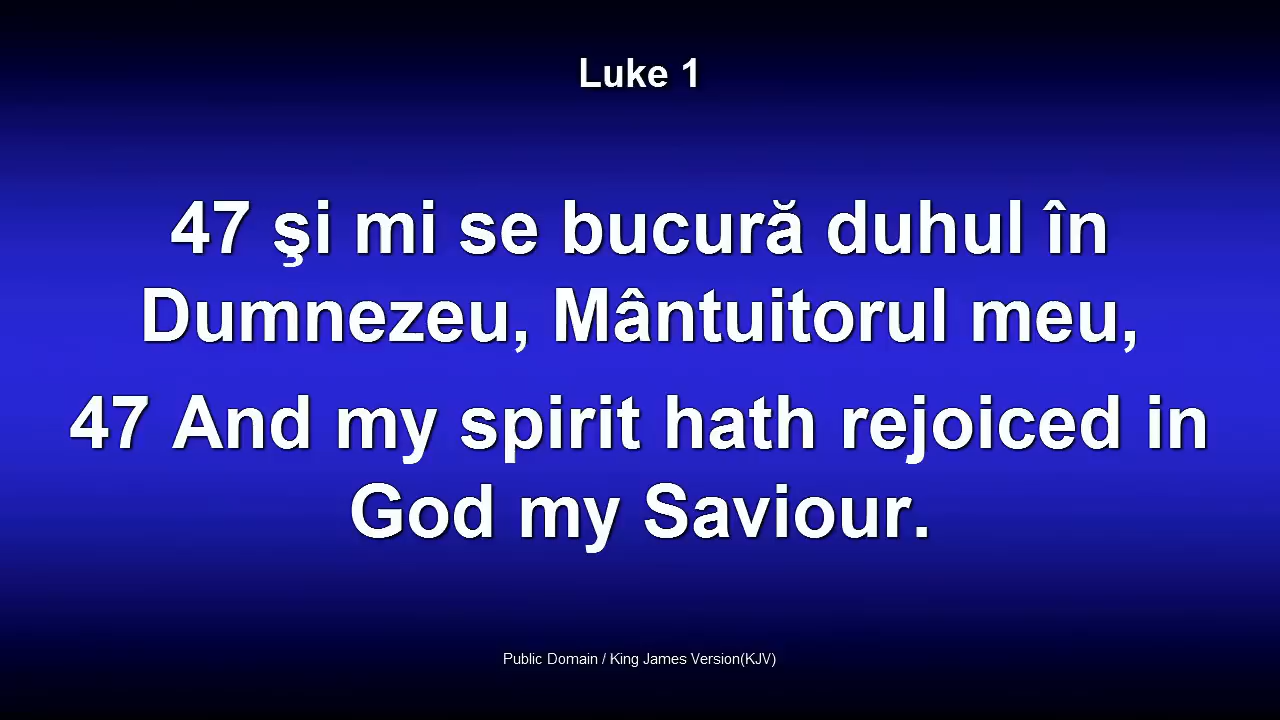 Luke 1
47 şi mi se bucură duhul în
Dumnezeu, Mântuitorul meu,
47 And my spirit hath rejoiced in
God my Saviour.
Public Domain / King James Version(KJV)